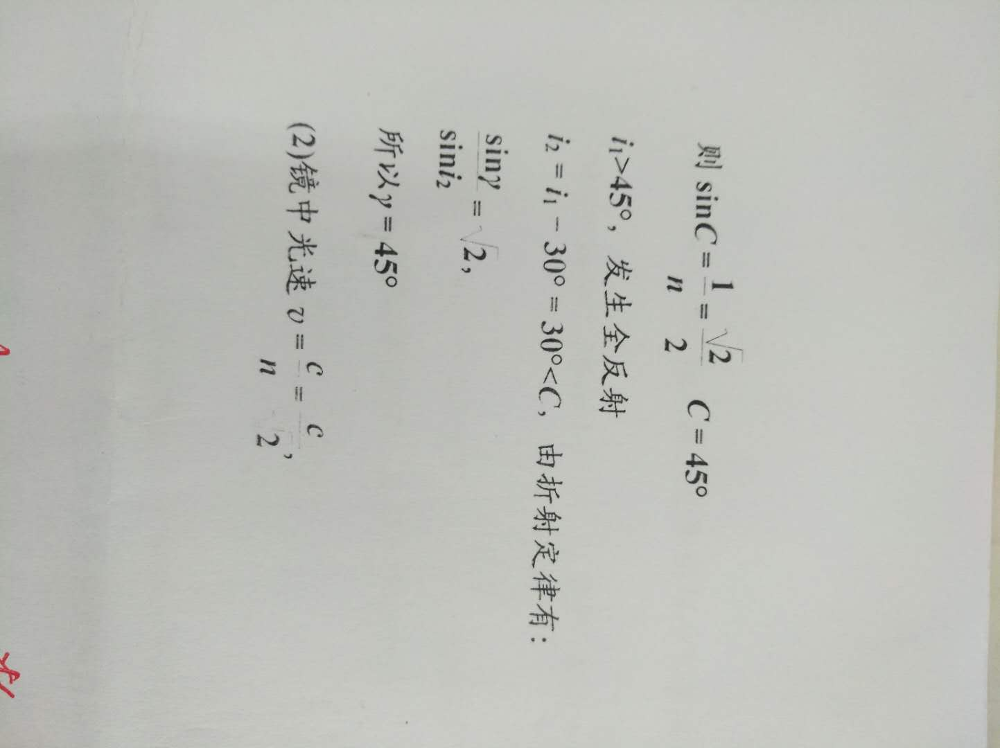 则 sinC = 1/n = √2/2 C = 45°
i₁>45°, 发生全反射
i₂ = i₁ - 30° = 30°<C, 由折射定律有:
sinγ/sini₂ = √2,
所以γ = 45°
(2)镜中光速 v = c/n = c/√2,